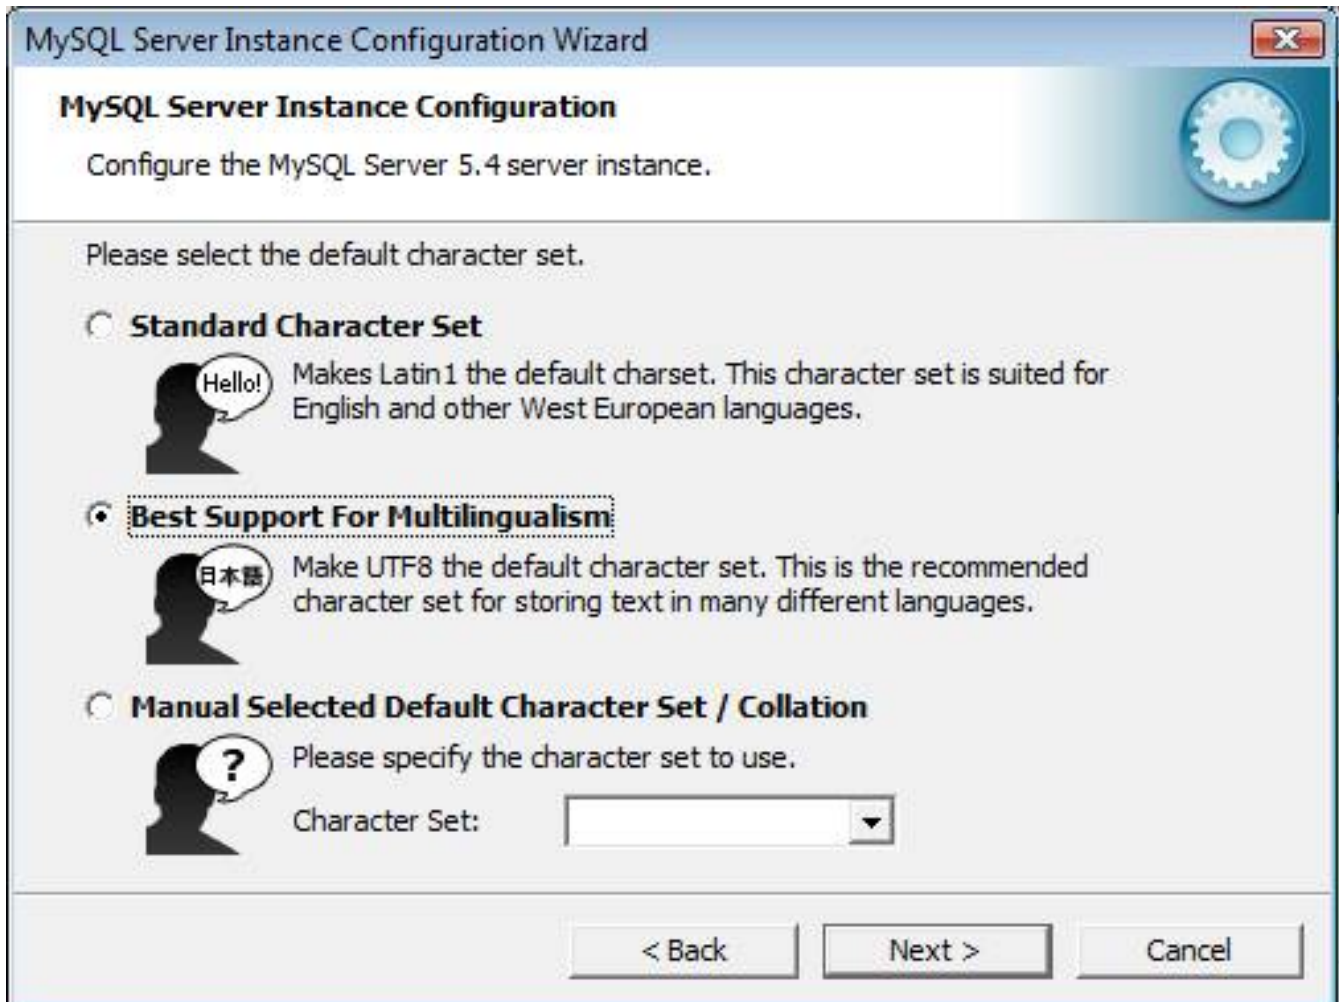 MySQL Server Instance Configuration Wizard
MySQL Server Instance Configuration
Configure the MySQL Server 5.4 server instance.
Please select the default character set.
Standard Character Set
Hello!
Makes Latin1 the default charset. This character set is suited for
English and other West European languages.
Best Support For Multilingualism
日本語
Make UTF8 the default character set. This is the recommended
character set for storing text in many different languages.
Manual Selected Default Character Set / Collation
?
Please specify the character set to use.
Character Set:
< Back
Next >
Cancel